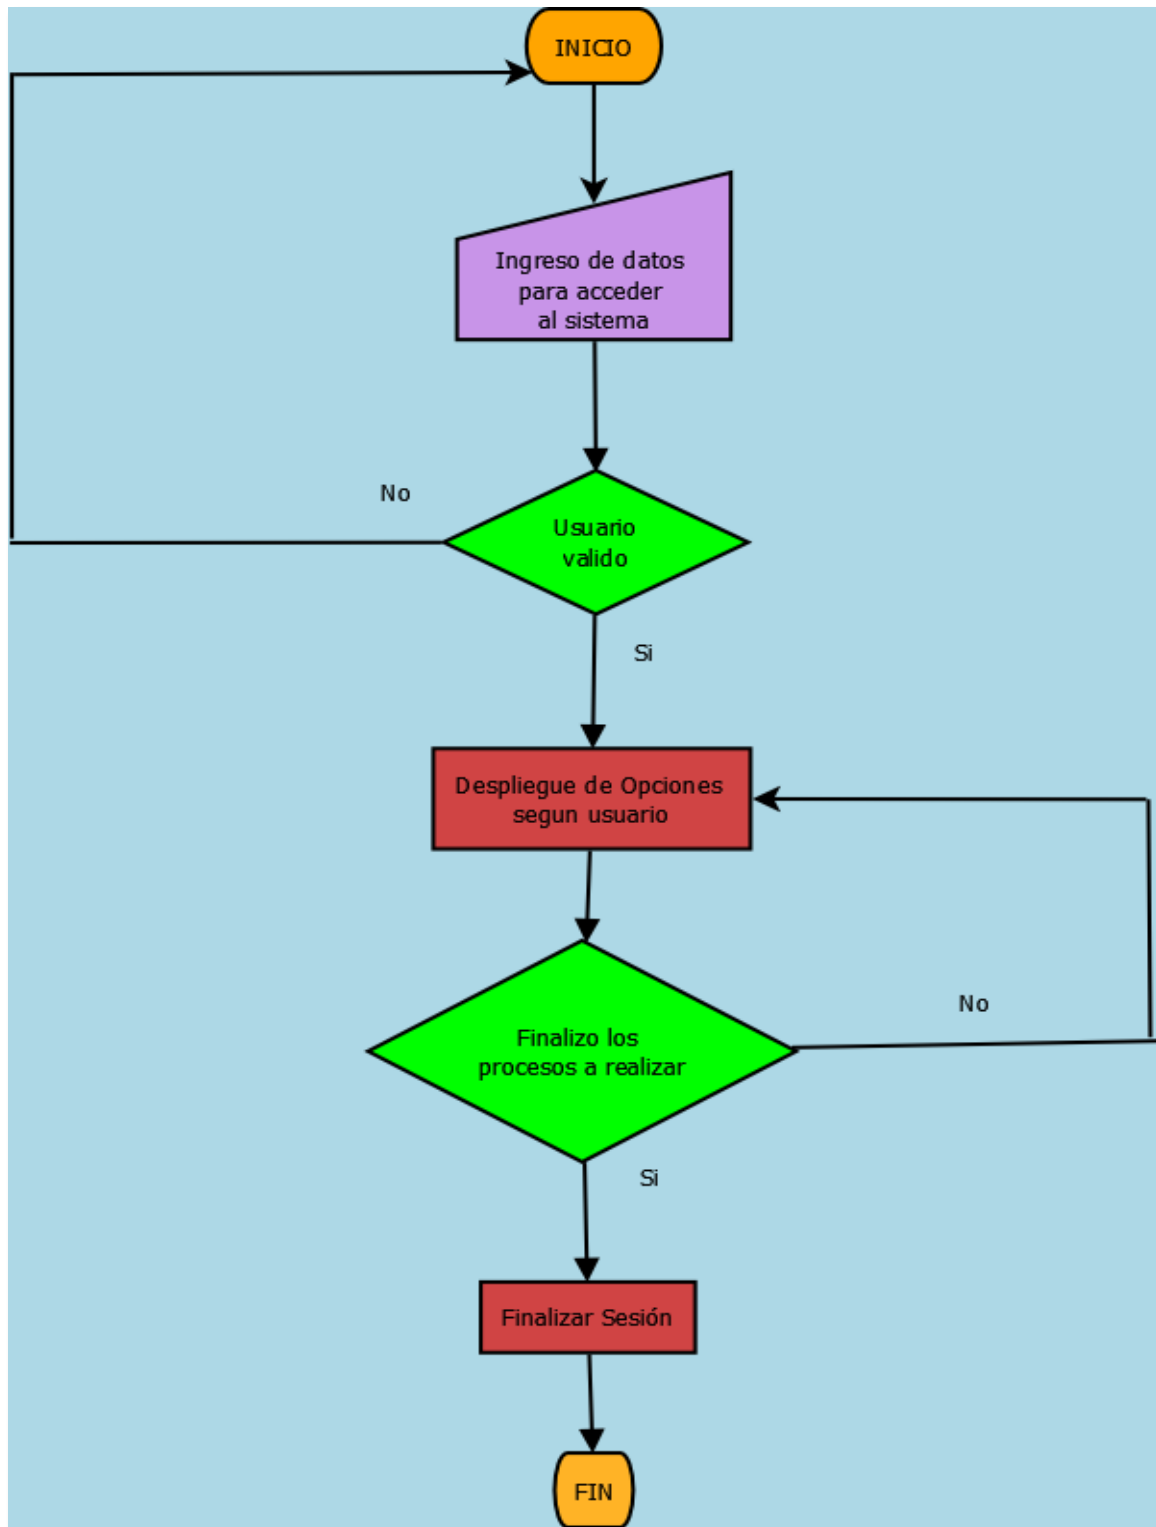 INICIO
Ingreso de datos
para acceder
al sistema
No
Usuario
valido
Si
Despliegue de Opciones
segun usuario
No
Finalizo los
procesos a realizar
Si
Finalizar Sesión
FIN